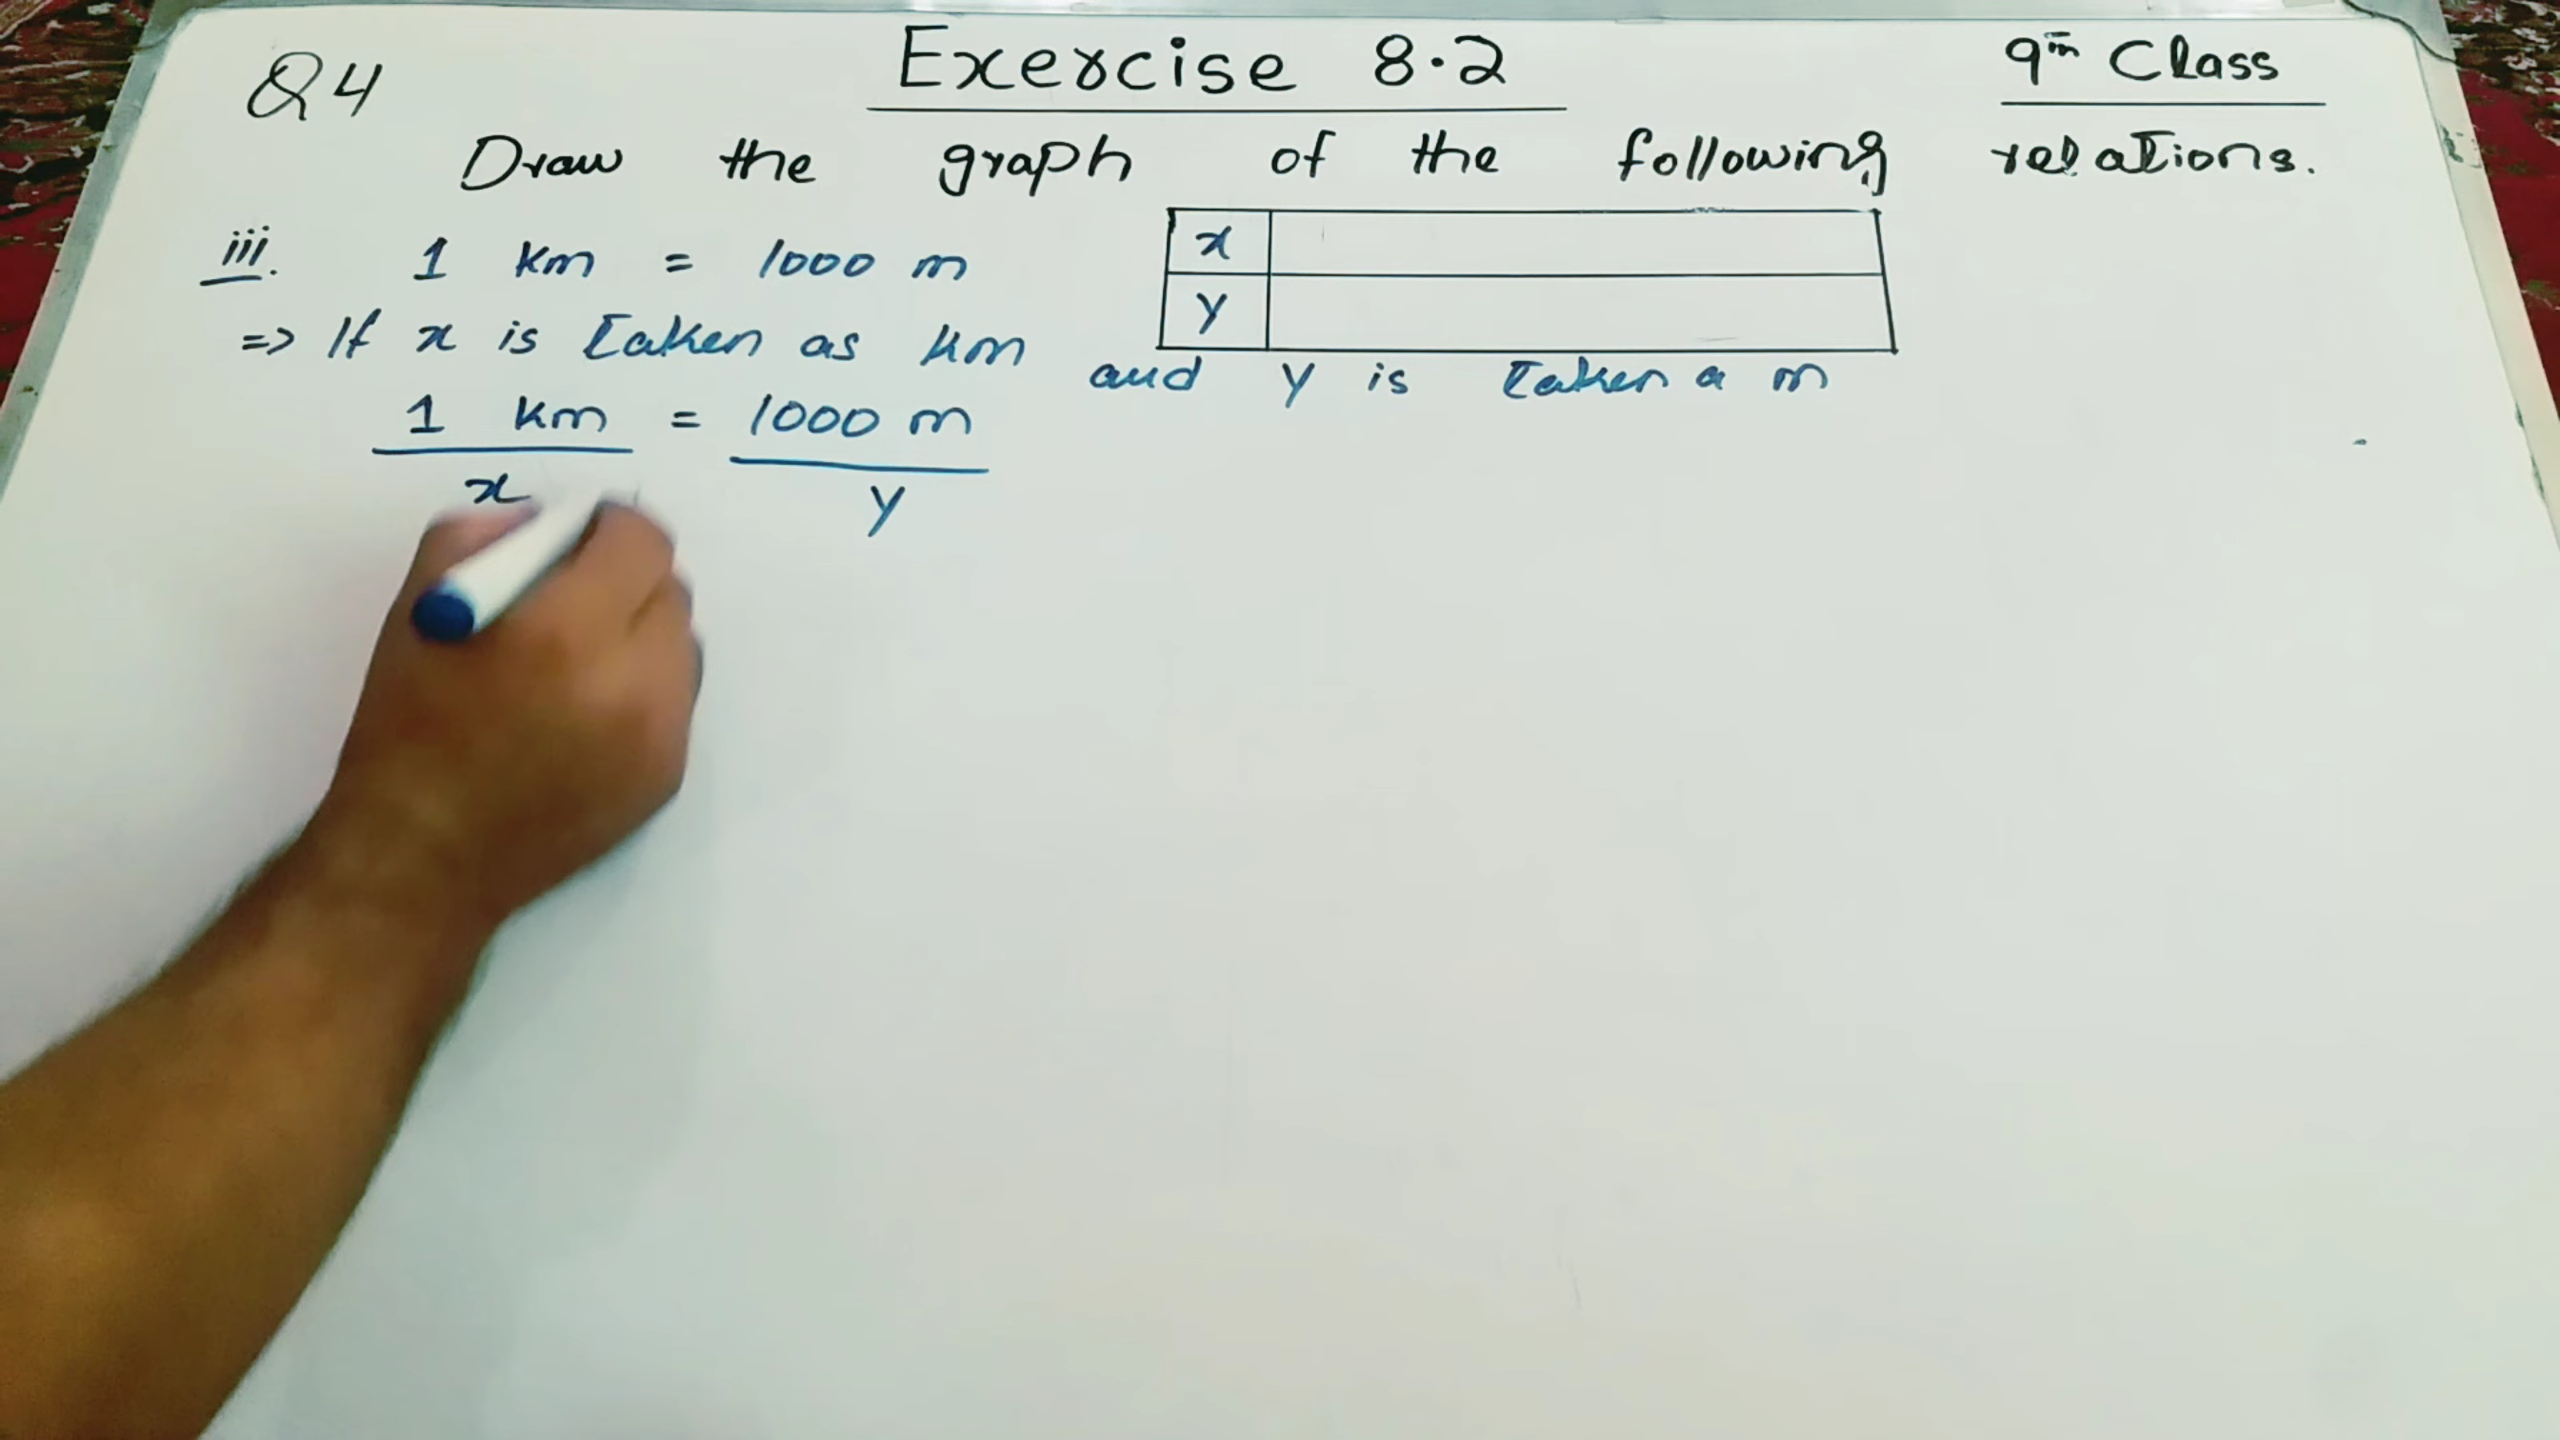 Exercise 8.2
9th Class
Q4
Draw the graph of the following relations.
iii. 1 Km = 1000 m
x
y
=> If x is taken as km and y is taken a m
1 Km = 1000 m
x y